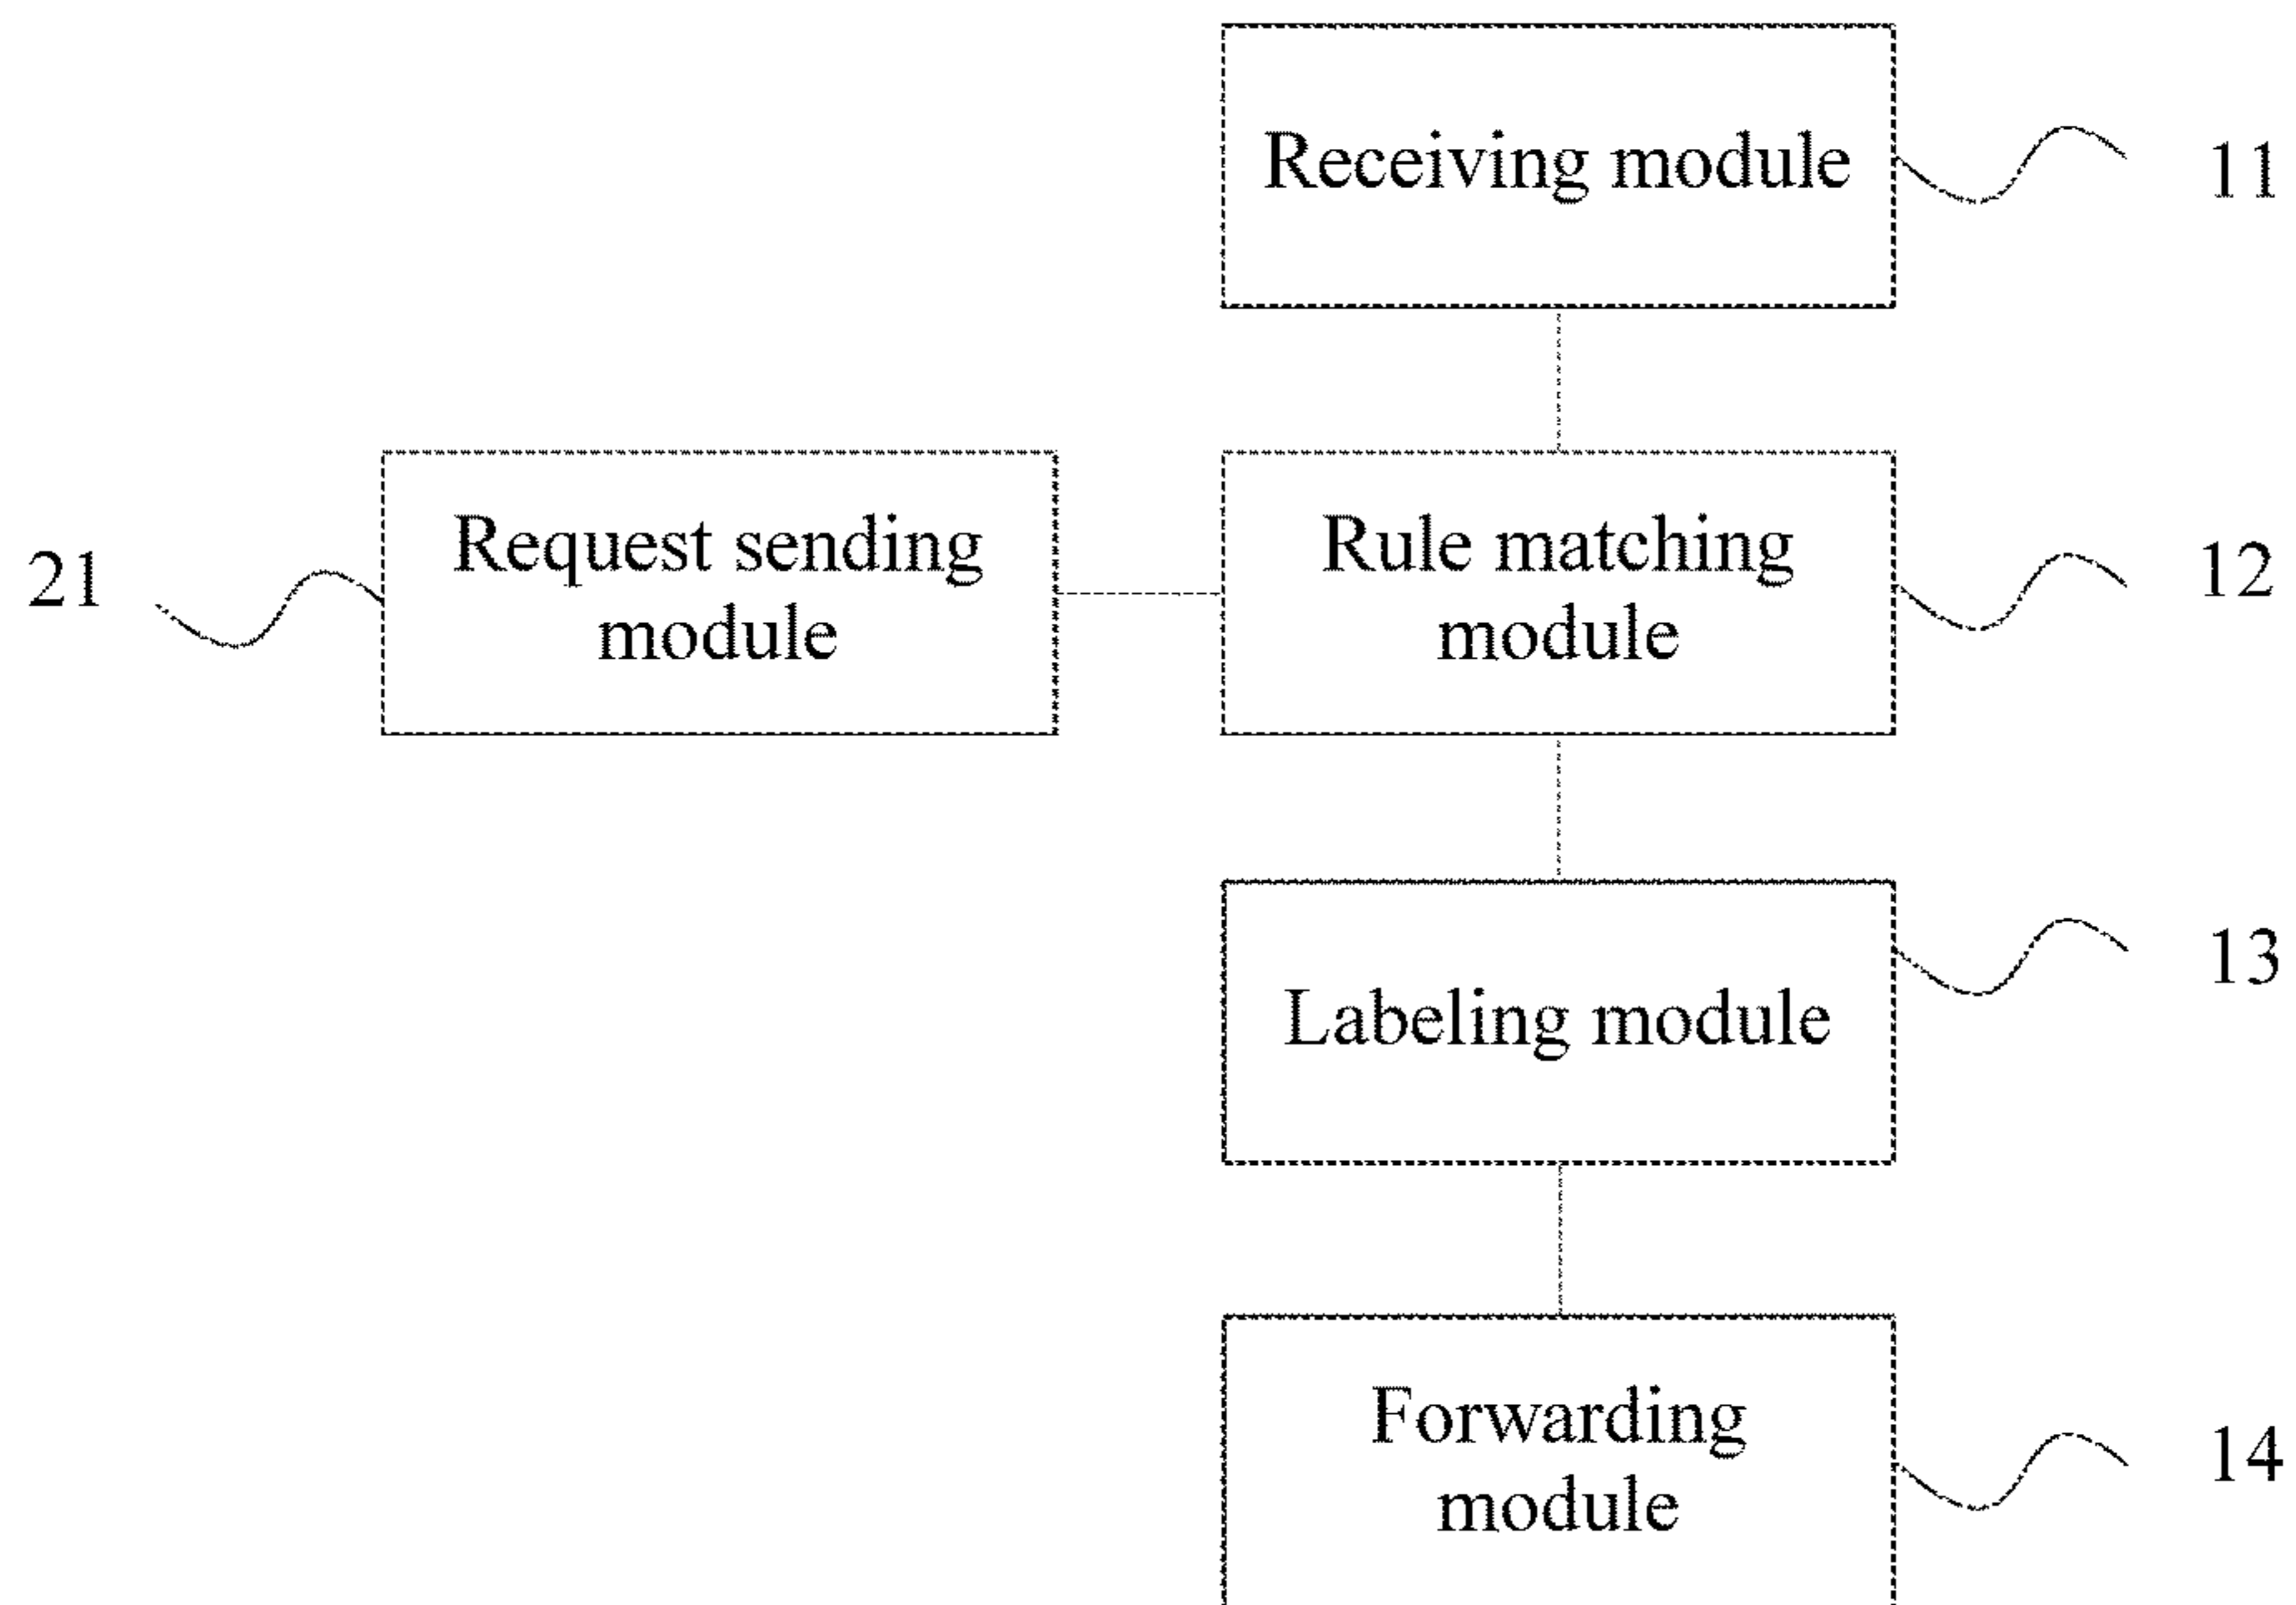 Receiving module
11
21
Request sending
module
Rule matching
module
12
Labeling module
13
Forwarding
module
14